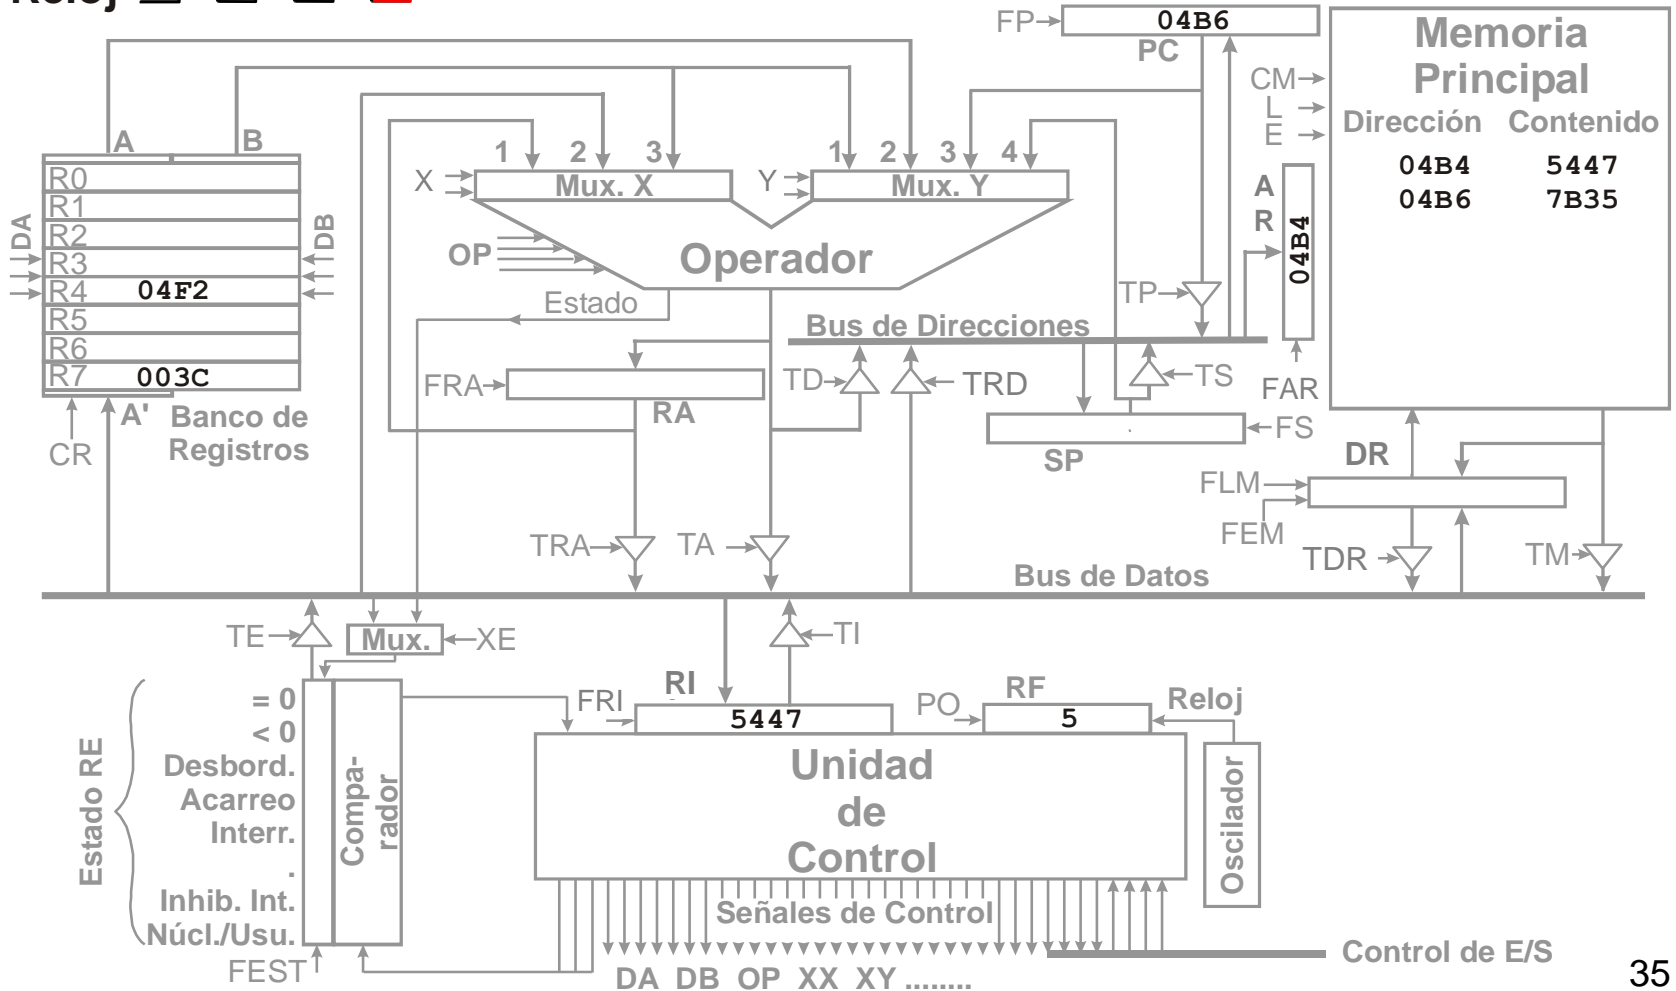 Reloj
FP
04B6
PC
Memoria
Principal
Dirección Contenido
04B4 5447
04B6 7B35
CM
L
E
A
B
1 2 3
1 2 3 4
X
Mux. X
Y
Mux. Y
R0
R1
R2
R3
R4 04F2
R5
R6
R7 003C
DA
DB
OP
Operador
A
R
04B4
Estado
TP
Bus de Direcciones
FRA
RA
TD
TRD
TS
FAR
A'
Banco de
Registros
CR
FS
SP
DR
FLM
FEM
TRA
TA
TDR
TM
Bus de Datos
TE
Mux.
XE
TI
Estado RE
= 0
< 0
Desbord.
Acarreo
Interr.
.
Inhib. Int.
Núcl./Usu.
FEST
Compa-
rador
FRI
RI
5447
PO
RF
5
Reloj
Oscilador
Unidad
de
Control
Señales de Control
DA DB OP XX XY ........
Control de E/S
35